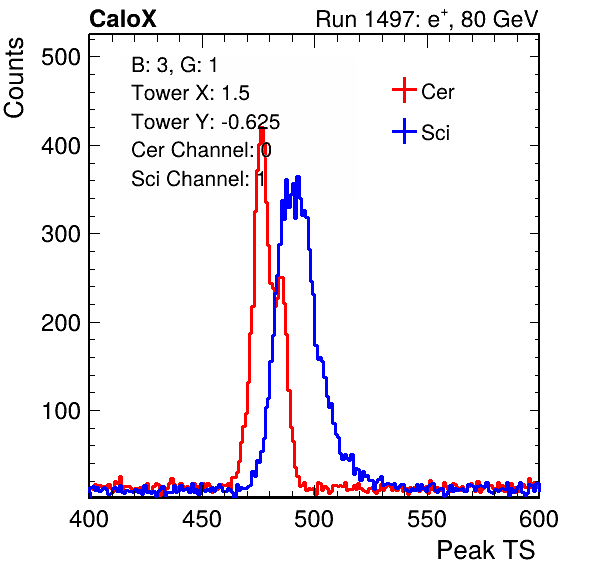 CaloX Run 1497: e⁺, 80 GeV
Counts
B: 3, G: 1
Tower X: 1.5
Tower Y: -0.625
Cer Channel: 0
Sci Channel: 1
Cer
Sci
500
400
300
200
100
400 450 500 550 600
Peak TS